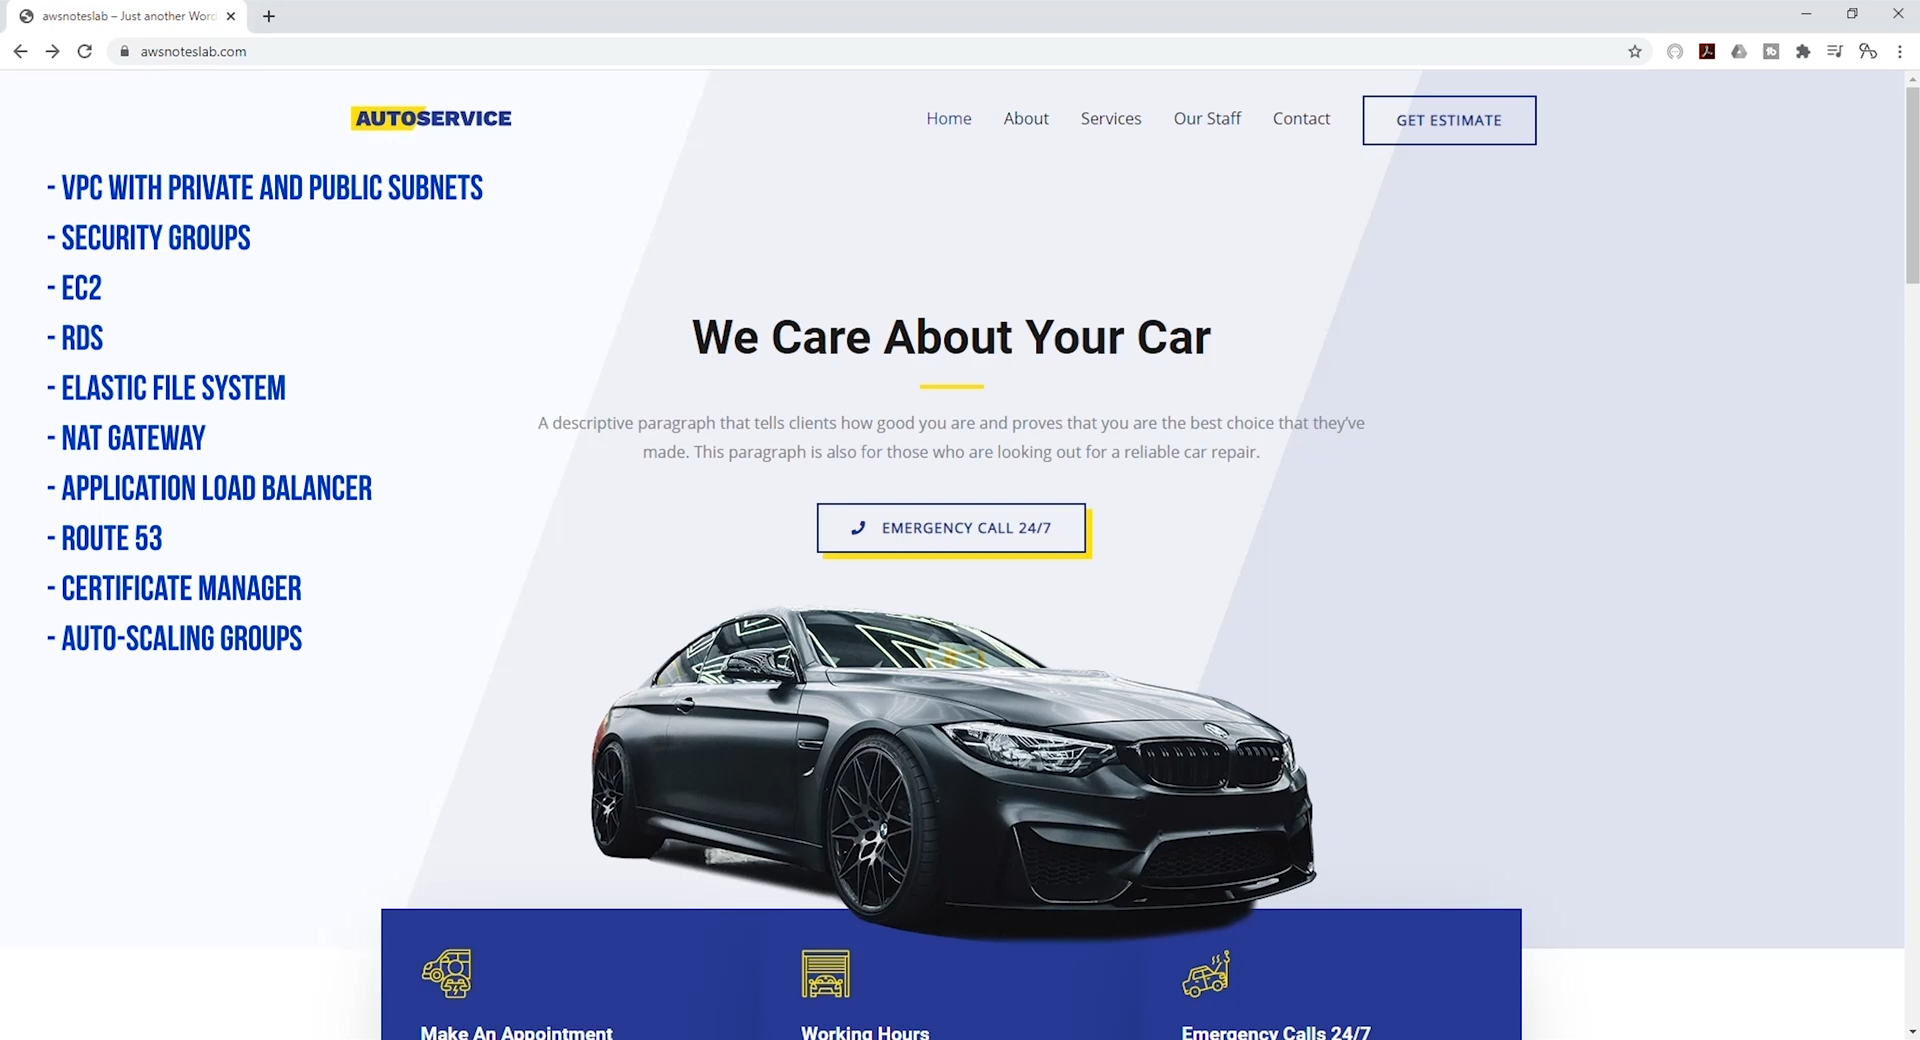 awsnoteslab – Just another Word
awsnoteslab.com
AUTOSERVICE
Home
About
Services
Our Staff
Contact
GET ESTIMATE
- VPC WITH PRIVATE AND PUBLIC SUBNETS
- SECURITY GROUPS
- EC2
- RDS
- ELASTIC FILE SYSTEM
- NAT GATEWAY
- APPLICATION LOAD BALANCER
- ROUTE 53
- CERTIFICATE MANAGER
- AUTO-SCALING GROUPS
We Care About Your Car
A descriptive paragraph that tells clients how good you are and proves that you are the best choice that they’ve
made. This paragraph is also for those who are looking out for a reliable car repair.
EMERGENCY CALL 24/7
Make An Appointment
Working Hours
Emergency Calls 24/7